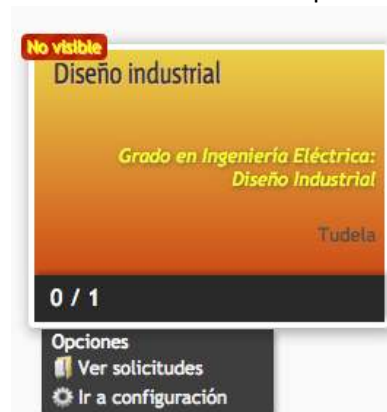 No visible
Diseño industrial
Grado en Ingeniería Eléctrica:
Diseño Industrial
Tudela
0 / 1
Opciones
Ver solicitudes
Ir a configuración